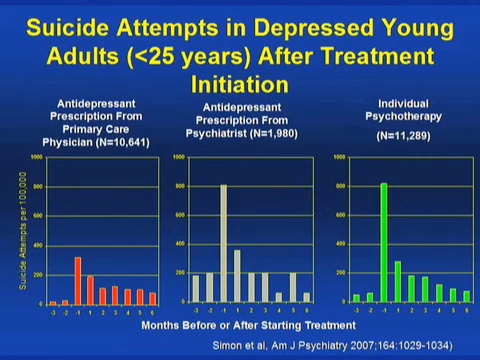 Suicide Attempts in Depressed Young
Adults (<25 years) After Treatment
Initiation
Antidepressant
Prescription From
Primary Care
Physician (N=10,641)
Antidepressant
Prescription From
Psychiatrist (N=1,980)
Individual
Psychotherapy
(N=11,289)
Suicide Attempts per 100,000
1000
800
600
400
200
0
-3 -2 -1 1 2 3 4 5 6
1000
800
600
400
200
0
-3 -2 -1 1 2 3 4 5 6
1000
800
600
400
200
0
-3 -2 -1 1 2 3 4 5 6
Months Before or After Starting Treatment
Simon et al, Am J Psychiatry 2007;164:1029-1034)